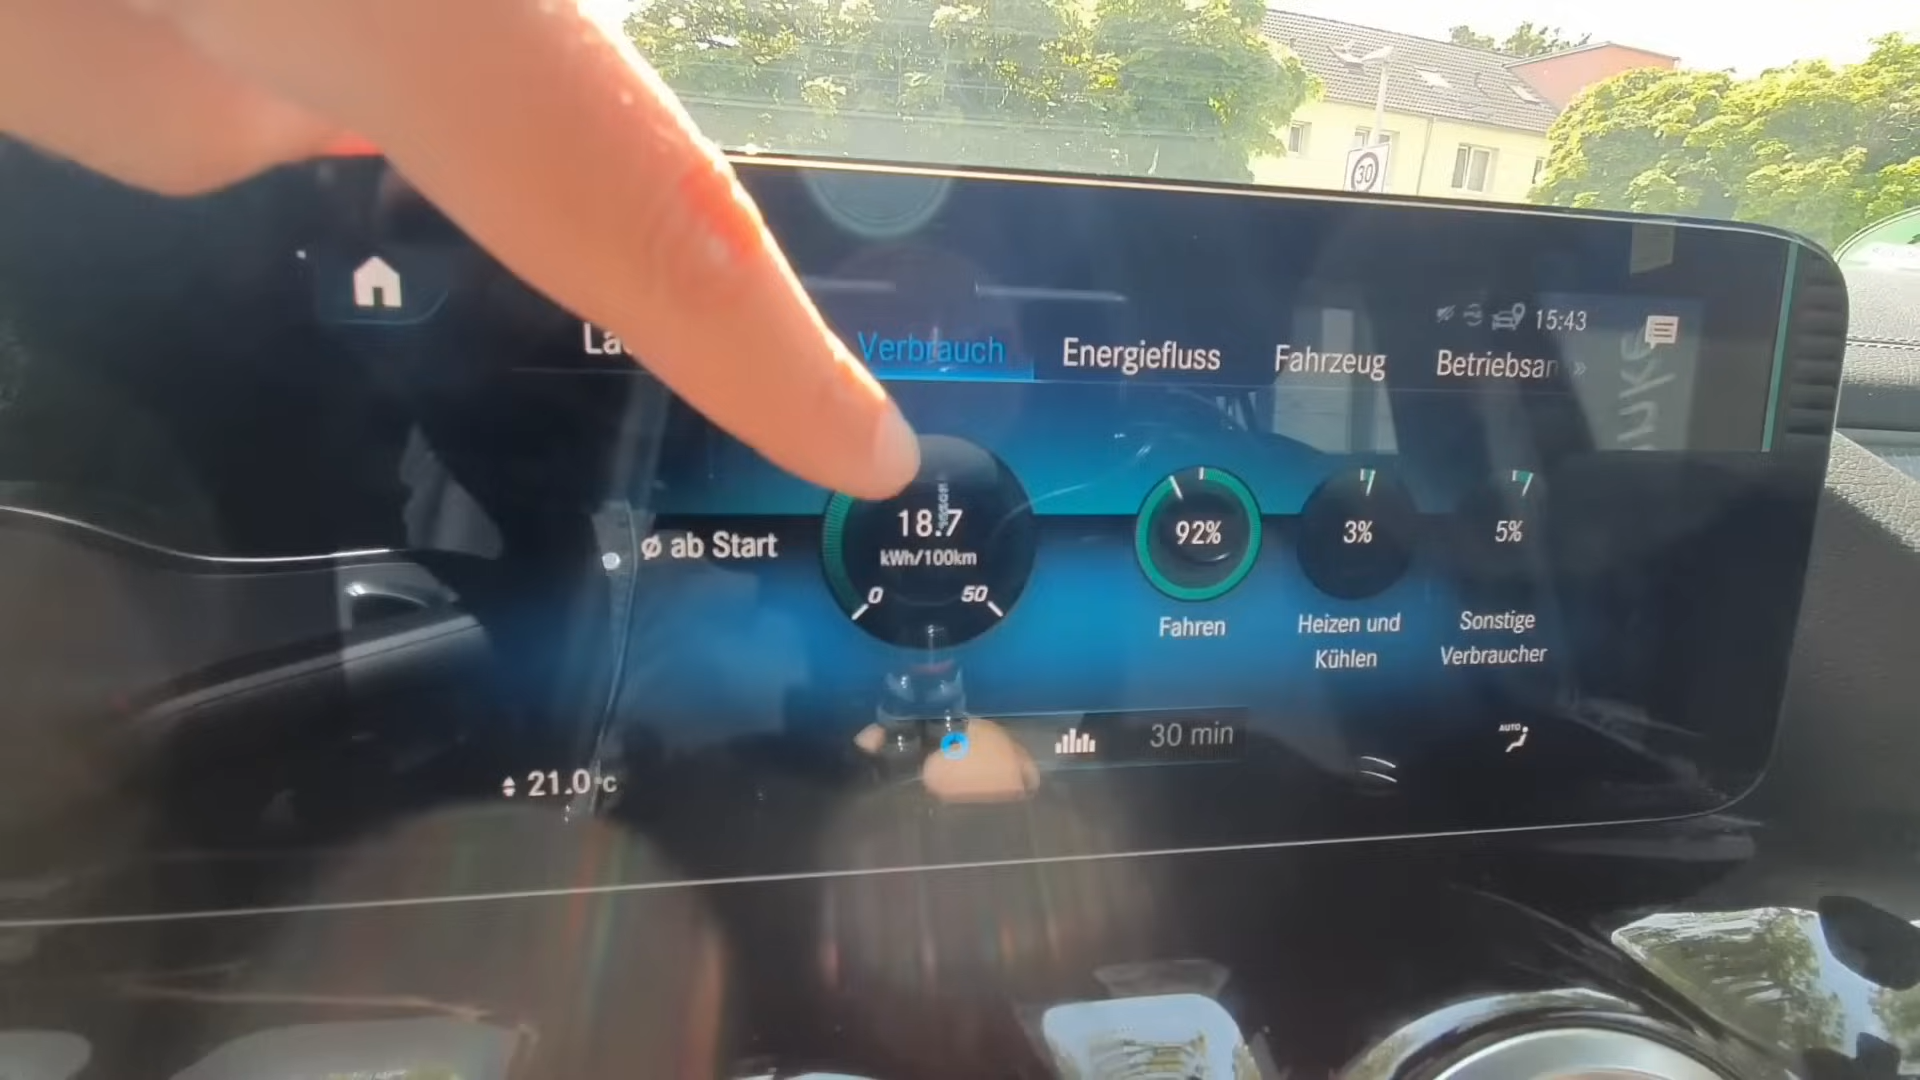 30
15:43
Verbrauch
Energiefluss
Fahrzeug
Betriebsan »
ø ab Start
18.7
kWh/100km
0
50
92%
3%
5%
Fahren
Heizen und
Kühlen
Sonstige
Verbraucher
30 min
AUTO
21.0 °C